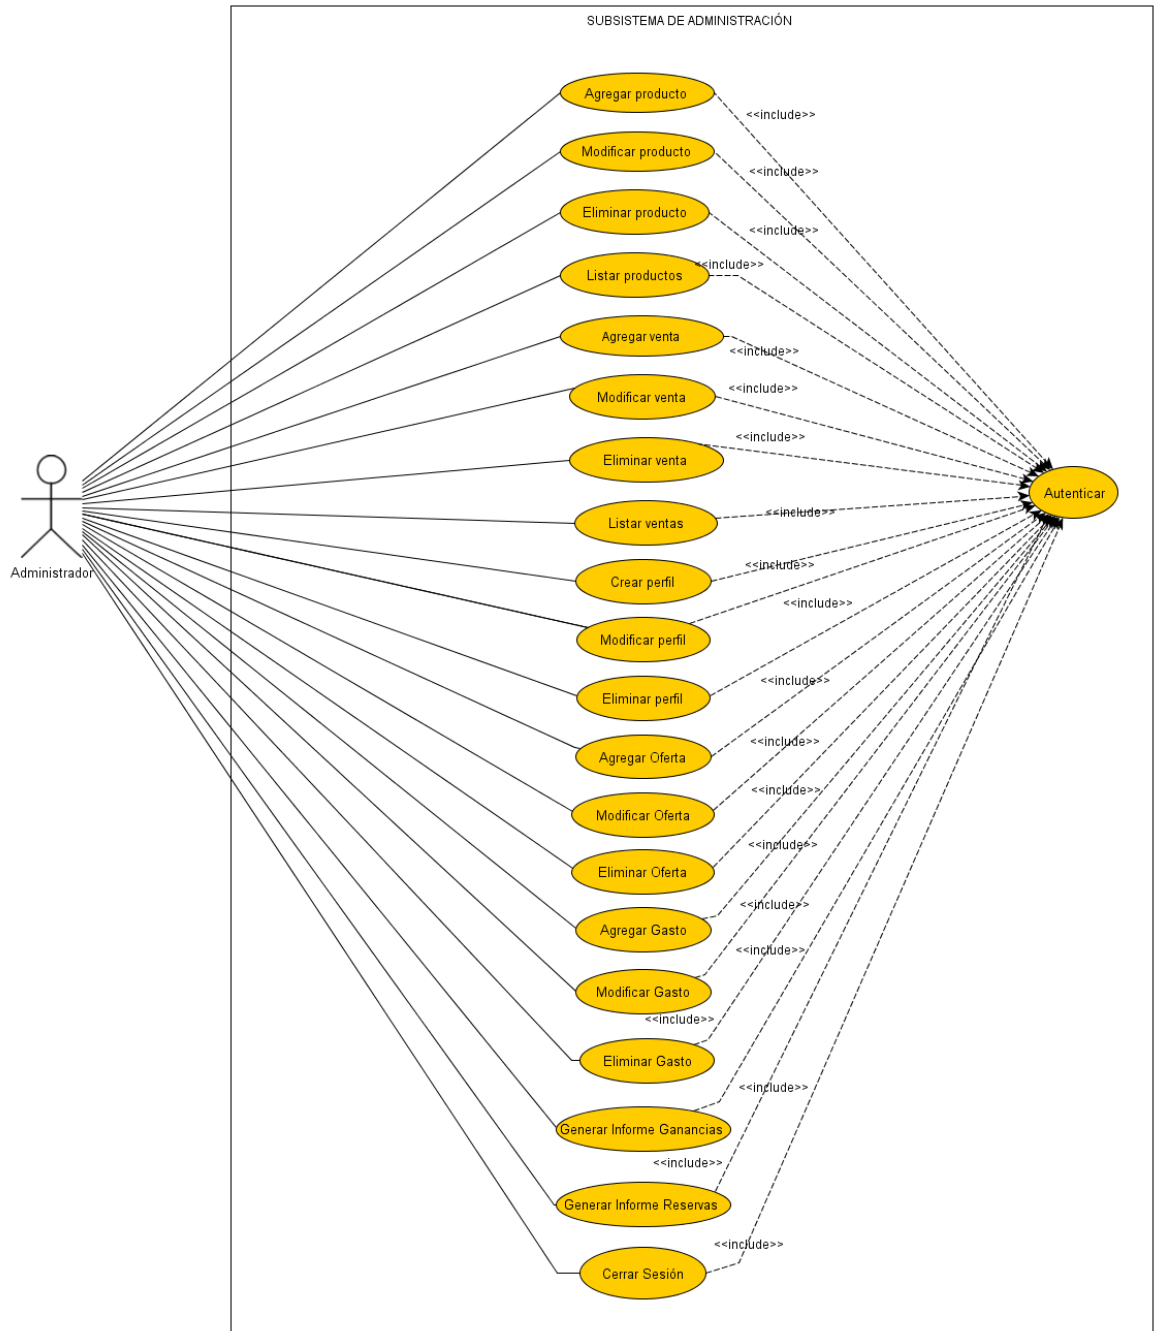 SUBSISTEMA DE ADMINISTRACIÓN
Agregar producto
<<include>>
Modificar producto
<<include>>
Eliminar producto
<<include>>
Listar productos
<<include>>
Agregar venta
<<include>>
Modificar venta
<<include>>
Eliminar venta
<<include>>
Autenticar
Listar ventas
<<include>>
Administrador
Crear perfil
<<include>>
Modificar perfil
<<include>>
Eliminar perfil
<<include>>
Agregar Oferta
<<include>>
Modificar Oferta
<<include>>
Eliminar Oferta
<<include>>
Agregar Gasto
<<include>>
Modificar Gasto
<<include>>
<<include>>
Eliminar Gasto
<<include>>
Generar Informe Ganancias
<<include>>
Generar Informe Reservas
<<include>>
Cerrar Sesión